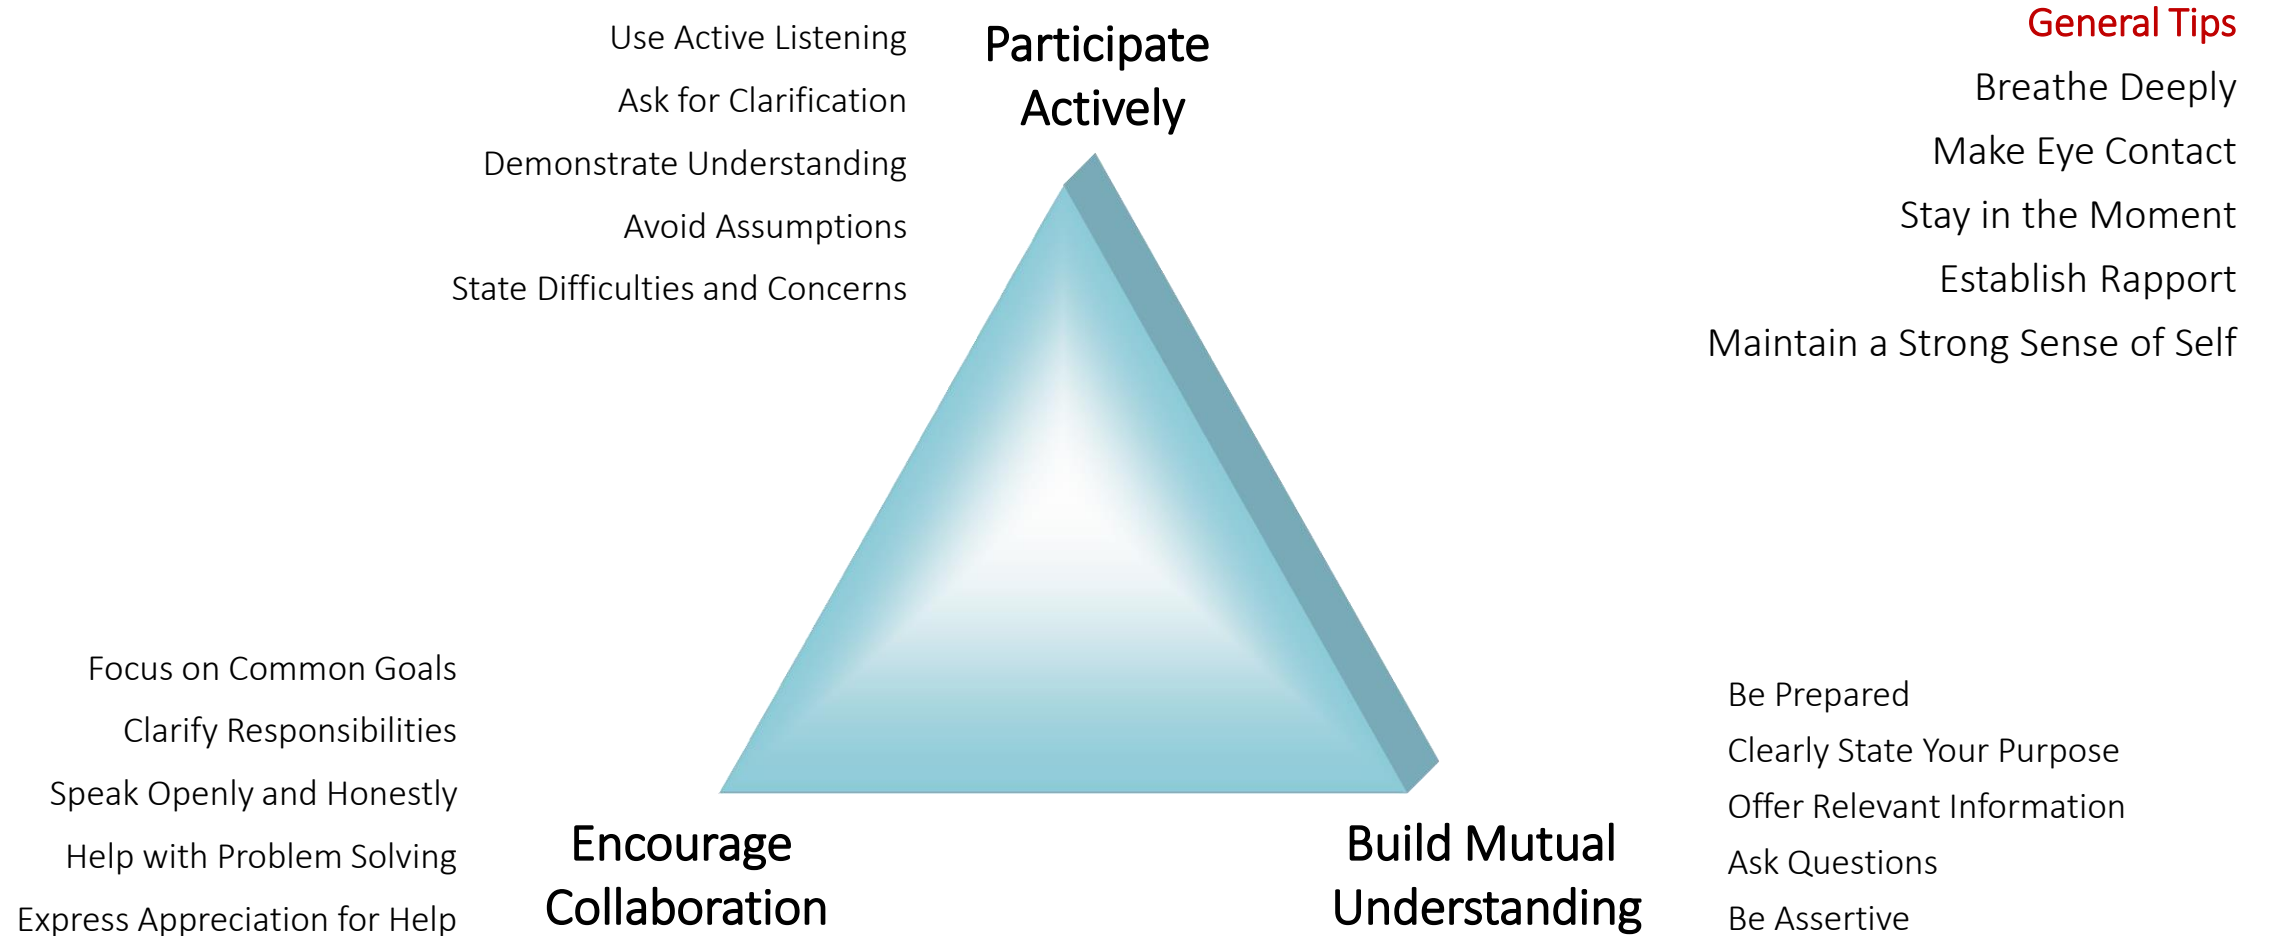 Use Active Listening
Ask for Clarification
Demonstrate Understanding
Avoid Assumptions
State Difficulties and Concerns
Participate
Actively
General Tips
Breathe Deeply
Make Eye Contact
Stay in the Moment
Establish Rapport
Maintain a Strong Sense of Self
Focus on Common Goals
Clarify Responsibilities
Speak Openly and Honestly
Help with Problem Solving
Express Appreciation for Help
Encourage
Collaboration
Build Mutual
Understanding
Be Prepared
Clearly State Your Purpose
Offer Relevant Information
Ask Questions
Be Assertive